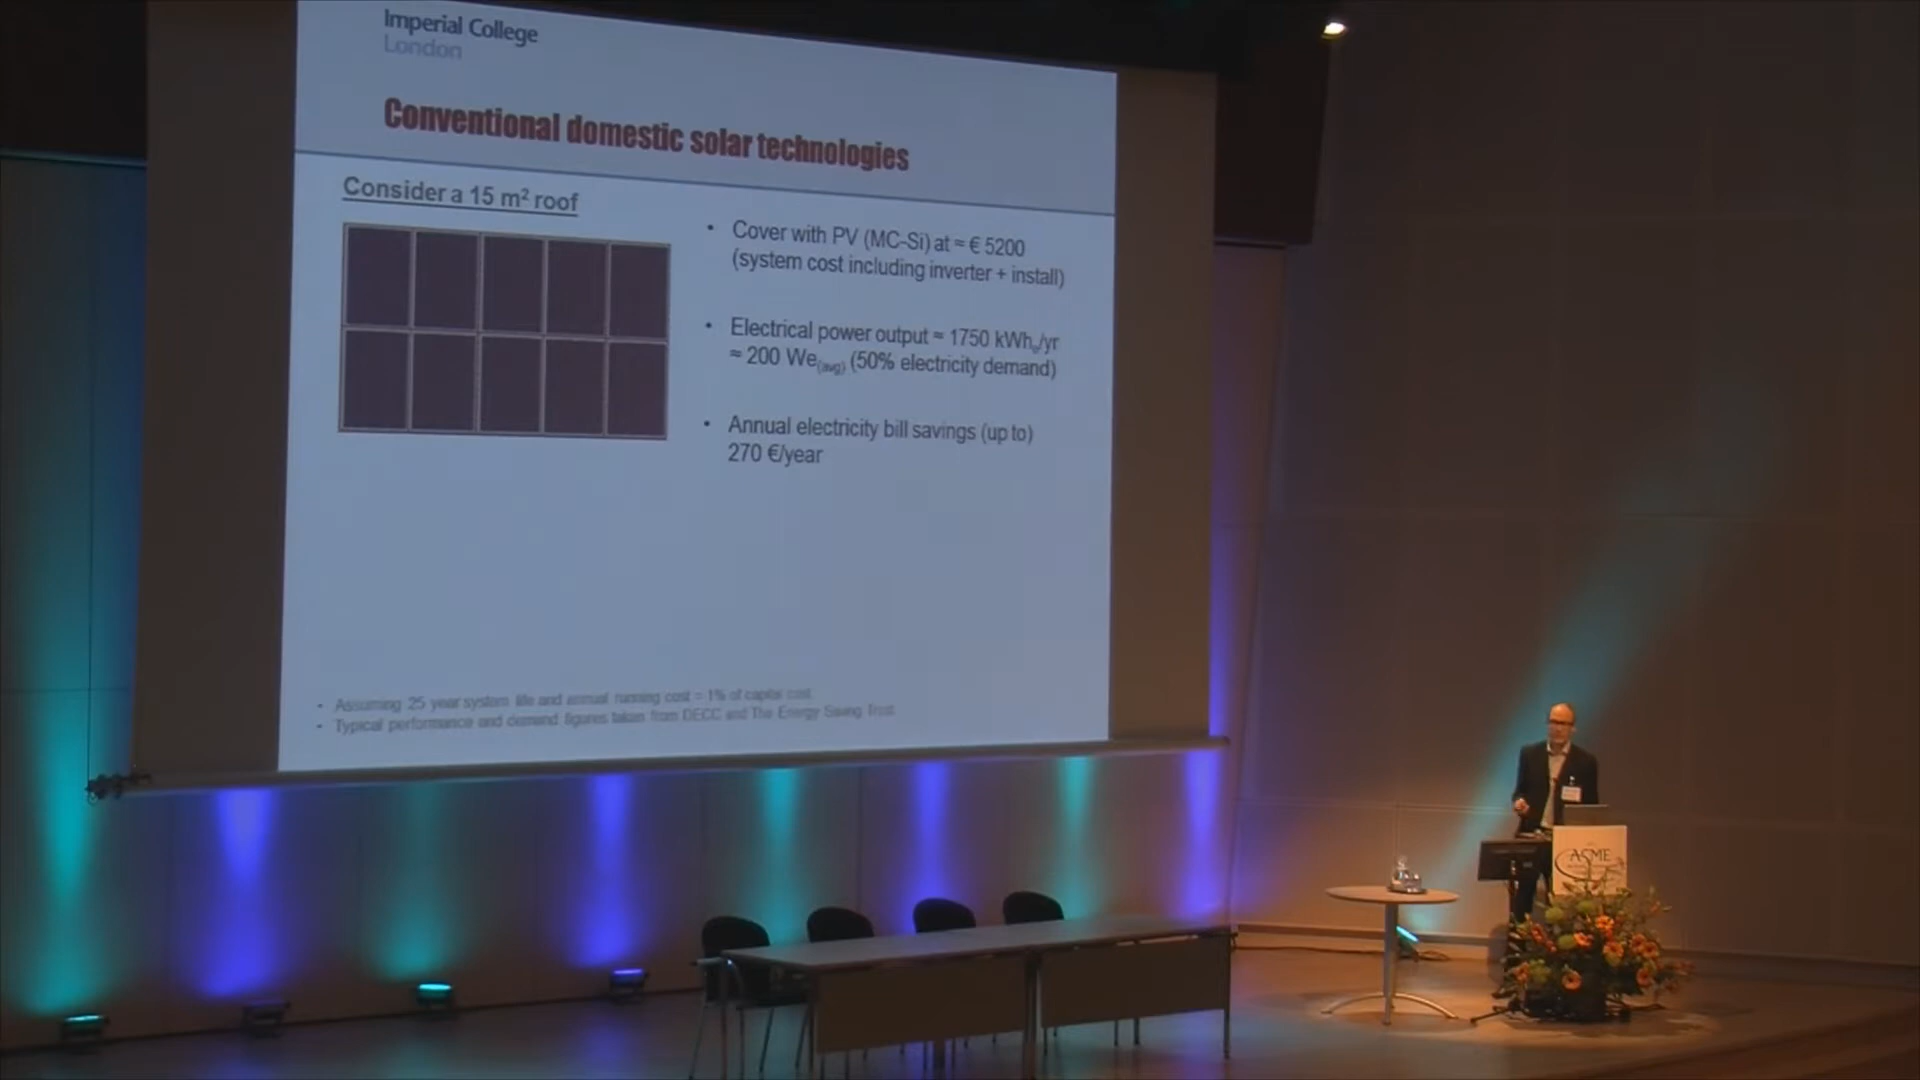 Imperial College
London
Conventional domestic solar technologies
Consider a 15 m² roof
• Cover with PV (MC-Si) at ≈ € 5200
(system cost including inverter + install)
• Electrical power output ≈ 1750 kWhₑ/yr
≈ 200 We(avg) (50% electricity demand)
• Annual electricity bill savings (up to)
270 €/year
• Assuming 25 year system life and annual running cost = 1% of capital cost
• Typical performance and demand figures taken from DECC and The Energy Saving Trust
ASME